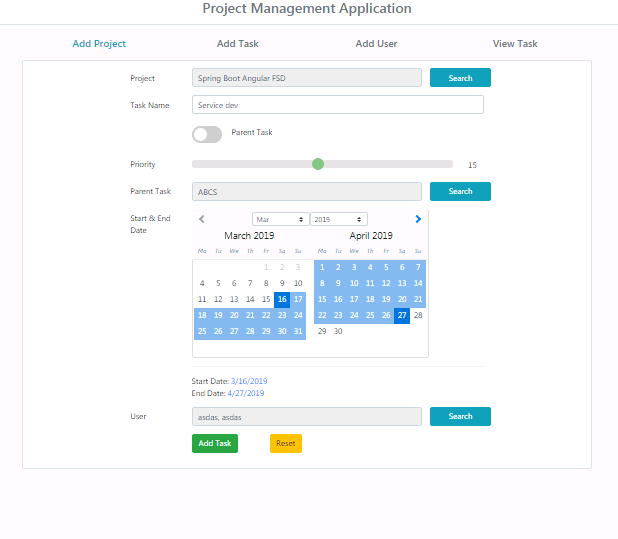 Project Management Application
Add Project Add Task Add User View Task
Project Spring Boot Angular FSD Search
Task Name Service dev
Parent Task
Priority 15
Parent Task ABCS Search
Start & End Date
Mar 2019
March 2019 April 2019
Mo Tu We Th Fr Sa Su Mo Tu We Th Fr Sa Su
1 2 3 1 2 3 4 5 6 7
4 5 6 7 8 9 10 8 9 10 11 12 13 14
11 12 13 14 15 16 17 15 16 17 18 19 20 21
18 19 20 21 22 23 24 22 23 24 25 26 27 28
25 26 27 28 29 30 31 29 30
Start Date: 3/16/2019
End Date: 4/27/2019
User asdas, asdas Search
Add Task Reset